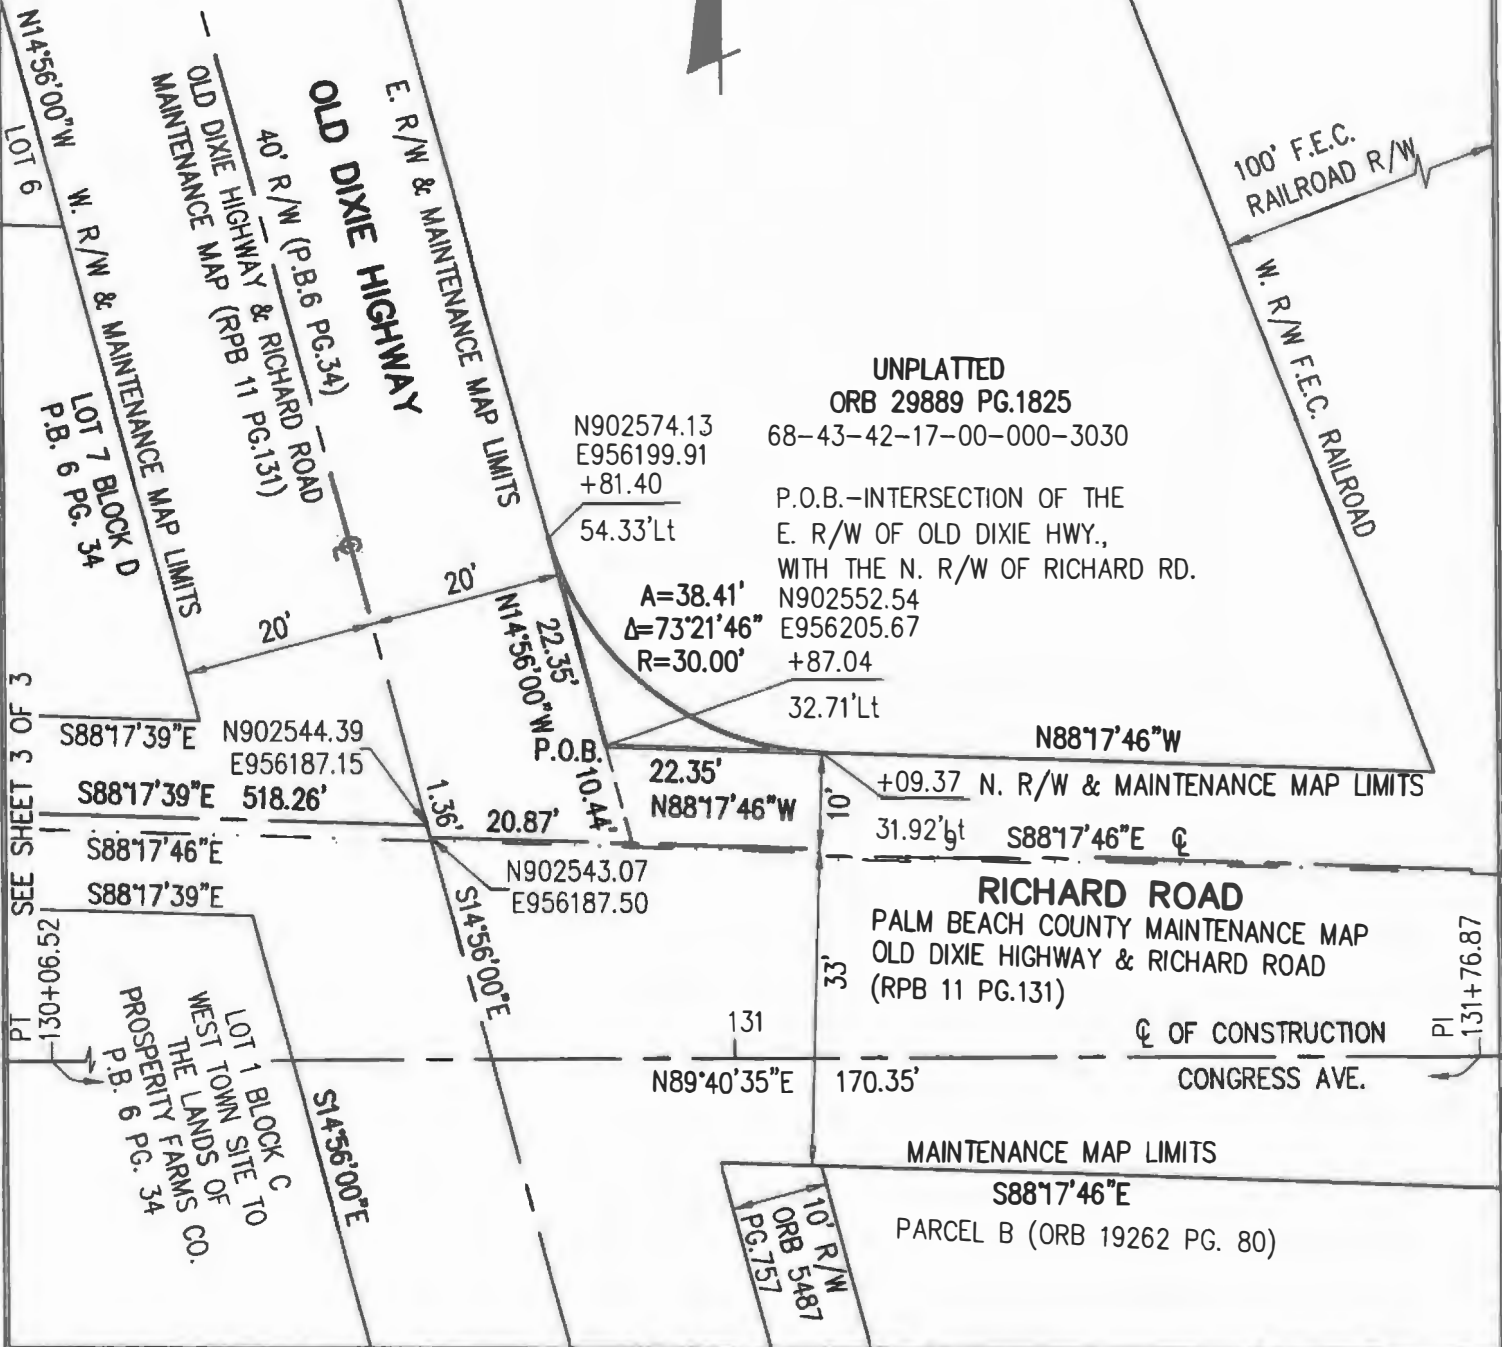 N14°56'00"W
LOT 6
W. R/W & MAINTENANCE MAP LIMITS
OLD DIXIE HIGHWAY & RICHARD ROAD
MAINTENANCE MAP (RPB 11 PG.131)
40' R/W (P.B.6 PG.34)
OLD DIXIE HIGHWAY
E. R/W & MAINTENANCE MAP LIMITS
100' F.E.C.
RAILROAD R/W
W. R/W F.E.C. RAILROAD
LOT 7 BLOCK D
P.B. 6 PG. 34
UNPLATTED
ORB 29889 PG.1825
68-43-42-17-00-000-3030
N902574.13
E956199.91
+81.40
54.33'Lt
P.O.B.-INTERSECTION OF THE
E. R/W OF OLD DIXIE HWY.,
WITH THE N. R/W OF RICHARD RD.
N902552.54
E956205.67
+87.04
32.71'Lt
A=38.41'
Δ=73°21'46"
R=30.00'
20'
20'
22.35'
N14°56'00"W
SEE SHEET 3 OF 3
S88°17'39"E
N902544.39
E956187.15
S88°17'39"E 518.26'
S88°17'46"E
S88°17'39"E
P.O.B.
1.36'
20.87'
10.44'
22.35'
N88°17'46"W
N88°17'46"W
+09.37
31.92'Lt
N. R/W & MAINTENANCE MAP LIMITS
10'
9
S88°17'46"E ℄
N902543.07
E956187.50
S14°56'00"E
RICHARD ROAD
PALM BEACH COUNTY MAINTENANCE MAP
OLD DIXIE HIGHWAY & RICHARD ROAD
(RPB 11 PG.131)
33'
PT
130+06.52
131
℄ OF CONSTRUCTION
N89°40'35"E 170.35'
CONGRESS AVE.
PI
131+76.87
LOT 1 BLOCK C
WEST TOWN SITE TO
THE LANDS OF
PROSPERITY FARMS CO.
P.B. 6 PG. 34
S14°56'00"E
MAINTENANCE MAP LIMITS
S88°17'46"E
PARCEL B (ORB 19262 PG. 80)
10' R/W
ORB 5487
PG.757